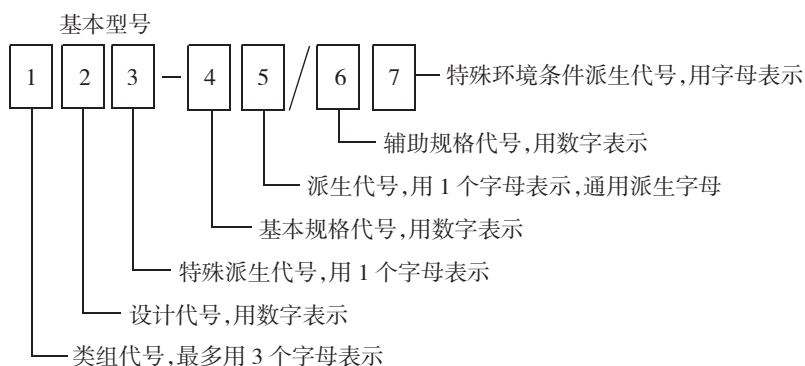 基本型号
1 2 3 - 4 5 / 6 7 特殊环境条件派生代号,用字母表示
辅助规格代号,用数字表示
派生代号,用 1 个字母表示,通用派生字母
基本规格代号,用数字表示
特殊派生代号,用 1 个字母表示
设计代号,用数字表示
类组代号,最多用 3 个字母表示